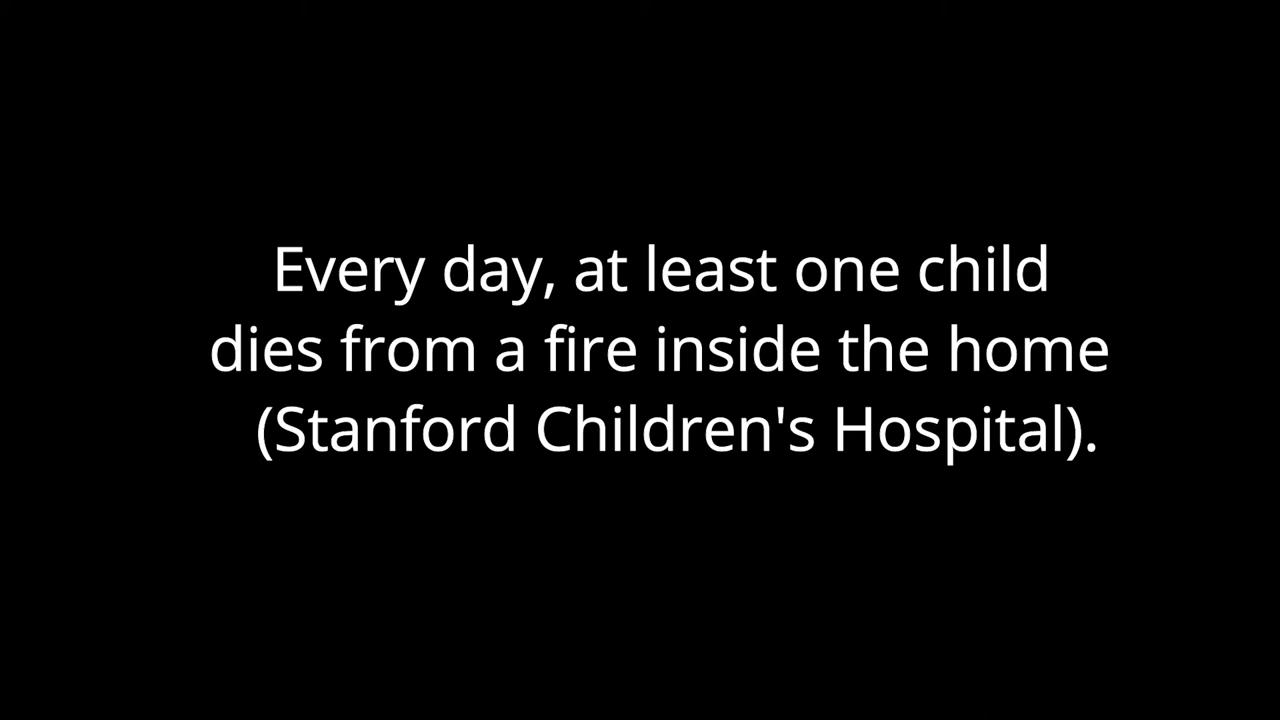 Every day, at least one child
dies from a fire inside the home
(Stanford Children's Hospital).